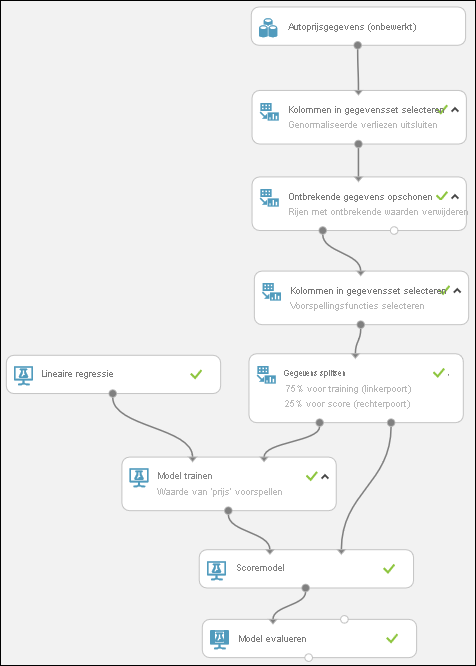 Autoprijsgegevens (onbewerkt)
Kolommen in gegevensset selecteren
Genormaliseerde verliezen uitsluiten
Ontbrekende gegevens opschonen
Rijen met ontbrekende waarden verwijderen
Kolommen in gegevensset selecteren
Voorspellingsfuncties selecteren
Lineaire regressie
Gegevens splitsen
75% voor training (linkerpoort)
25% voor score (rechterpoort)
Model trainen
Waarde van 'prijs' voorspellen
Scoremodel
Model evalueren